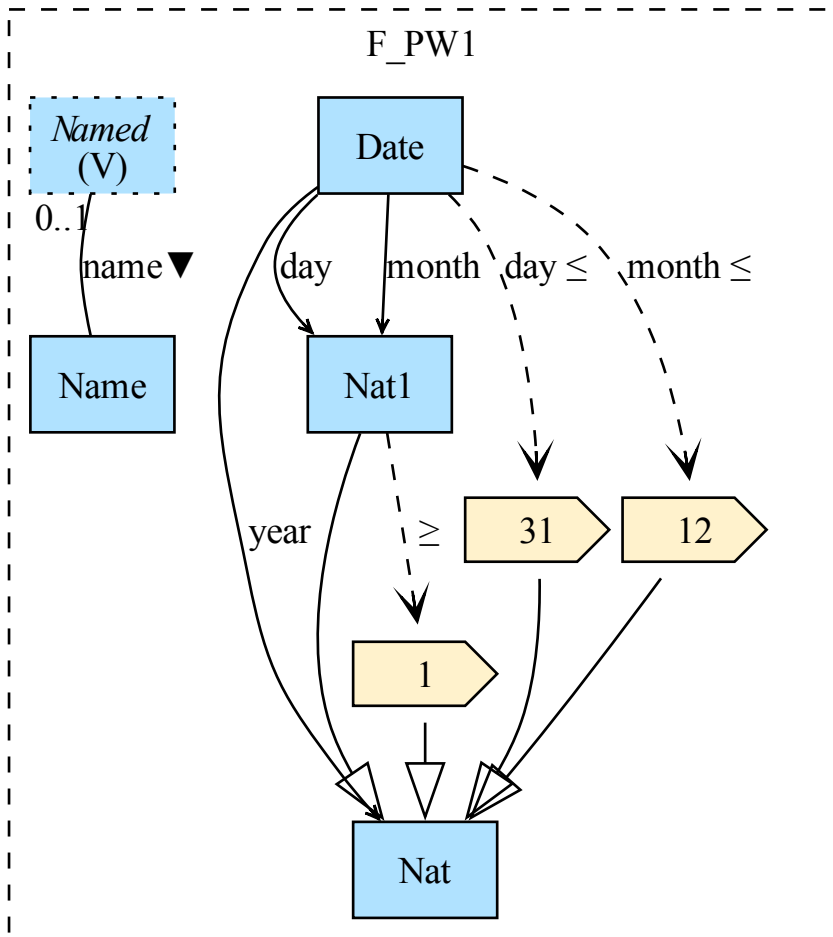 F_PW1
Named
(V)
Date
0..1
name▼
day
month
day ≤
month ≤
Name
Nat1
year
≥
31
12
1
Nat